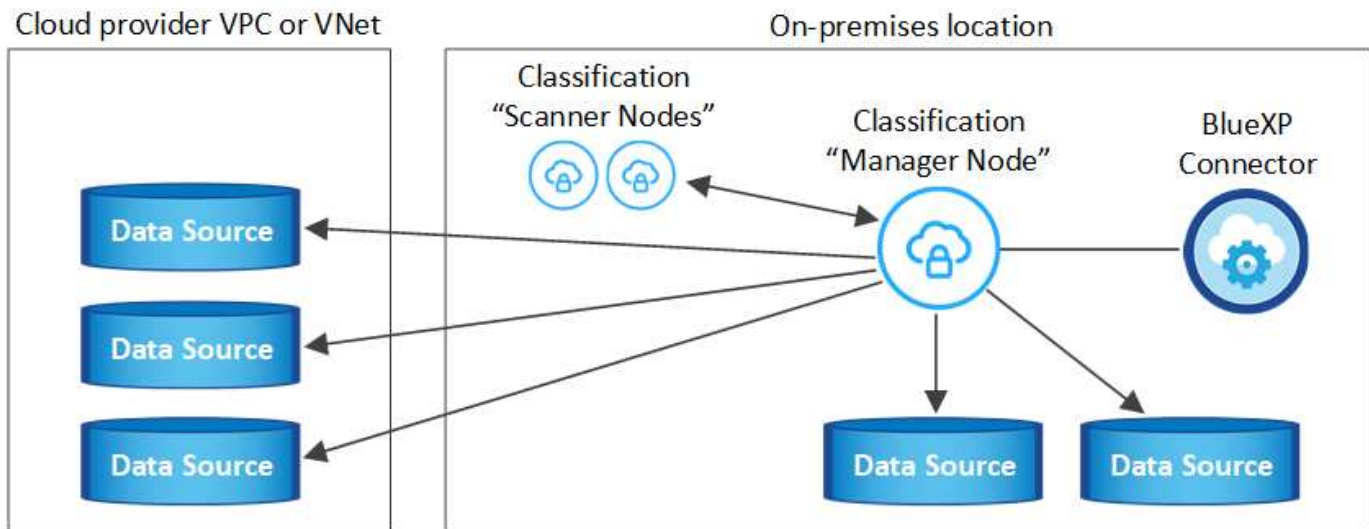 Cloud provider VPC or VNet
On-premises location
Classification
“Scanner Nodes”
Classification
“Manager Node”
BlueXP
Connector
Data Source
Data Source
Data Source
Data Source
Data Source